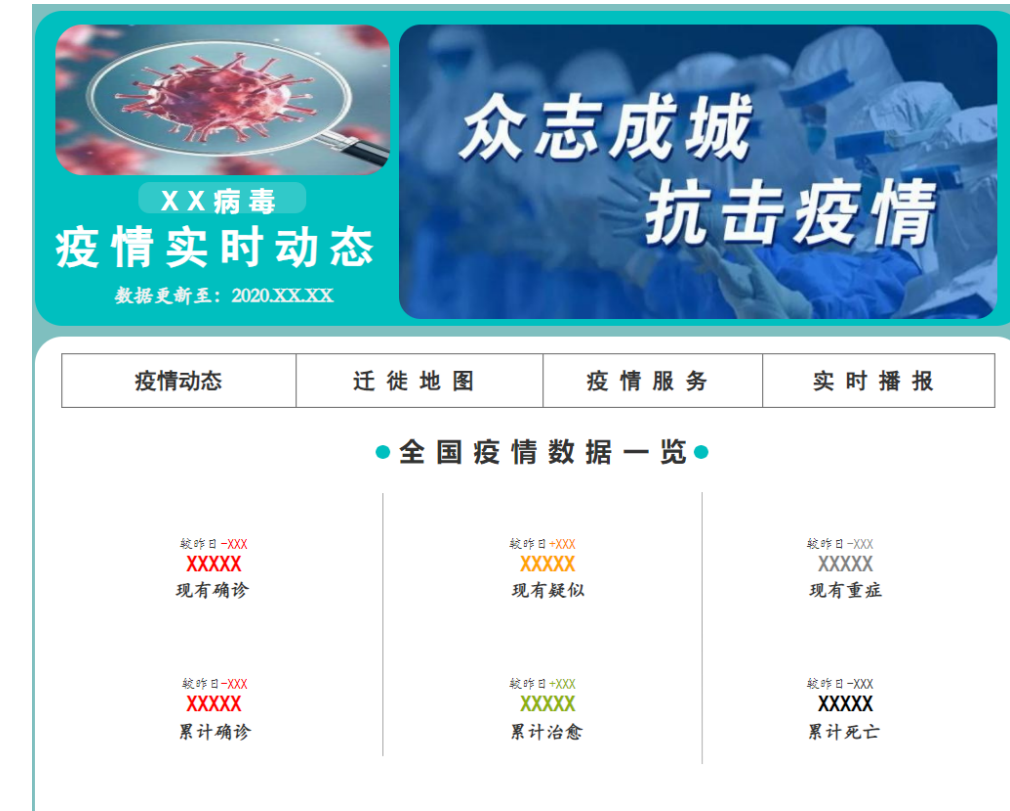 众志成城
抗击疫情
XX病毒
疫情实时动态
数据更新至：2020.XX.XX
疫情动态 迁徙地图 疫情服务 实时播报
全国疫情数据一览
较昨日-XXX
XXXXX
现有确诊
较昨日+XXX
XXXXX
现有疑似
较昨日-XXX
XXXXX
现有重症
较昨日-XXX
XXXXX
累计确诊
较昨日+XXX
XXXXX
累计治愈
较昨日-XXX
XXXXX
累计死亡